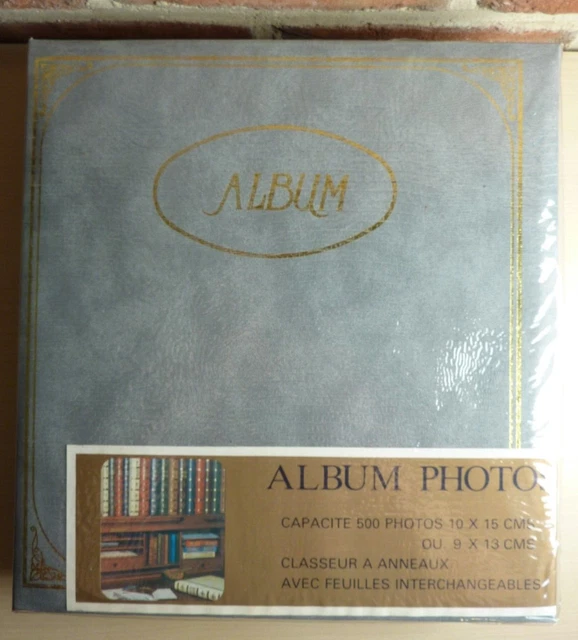 ALBUM
ALBUM PHOTO
CAPACITE 500 PHOTOS 10 X 15 CMS
OU 9 X 13 CMS
CLASSEUR A ANNEAUX
AVEC FEUILLES INTERCHANGEABLES